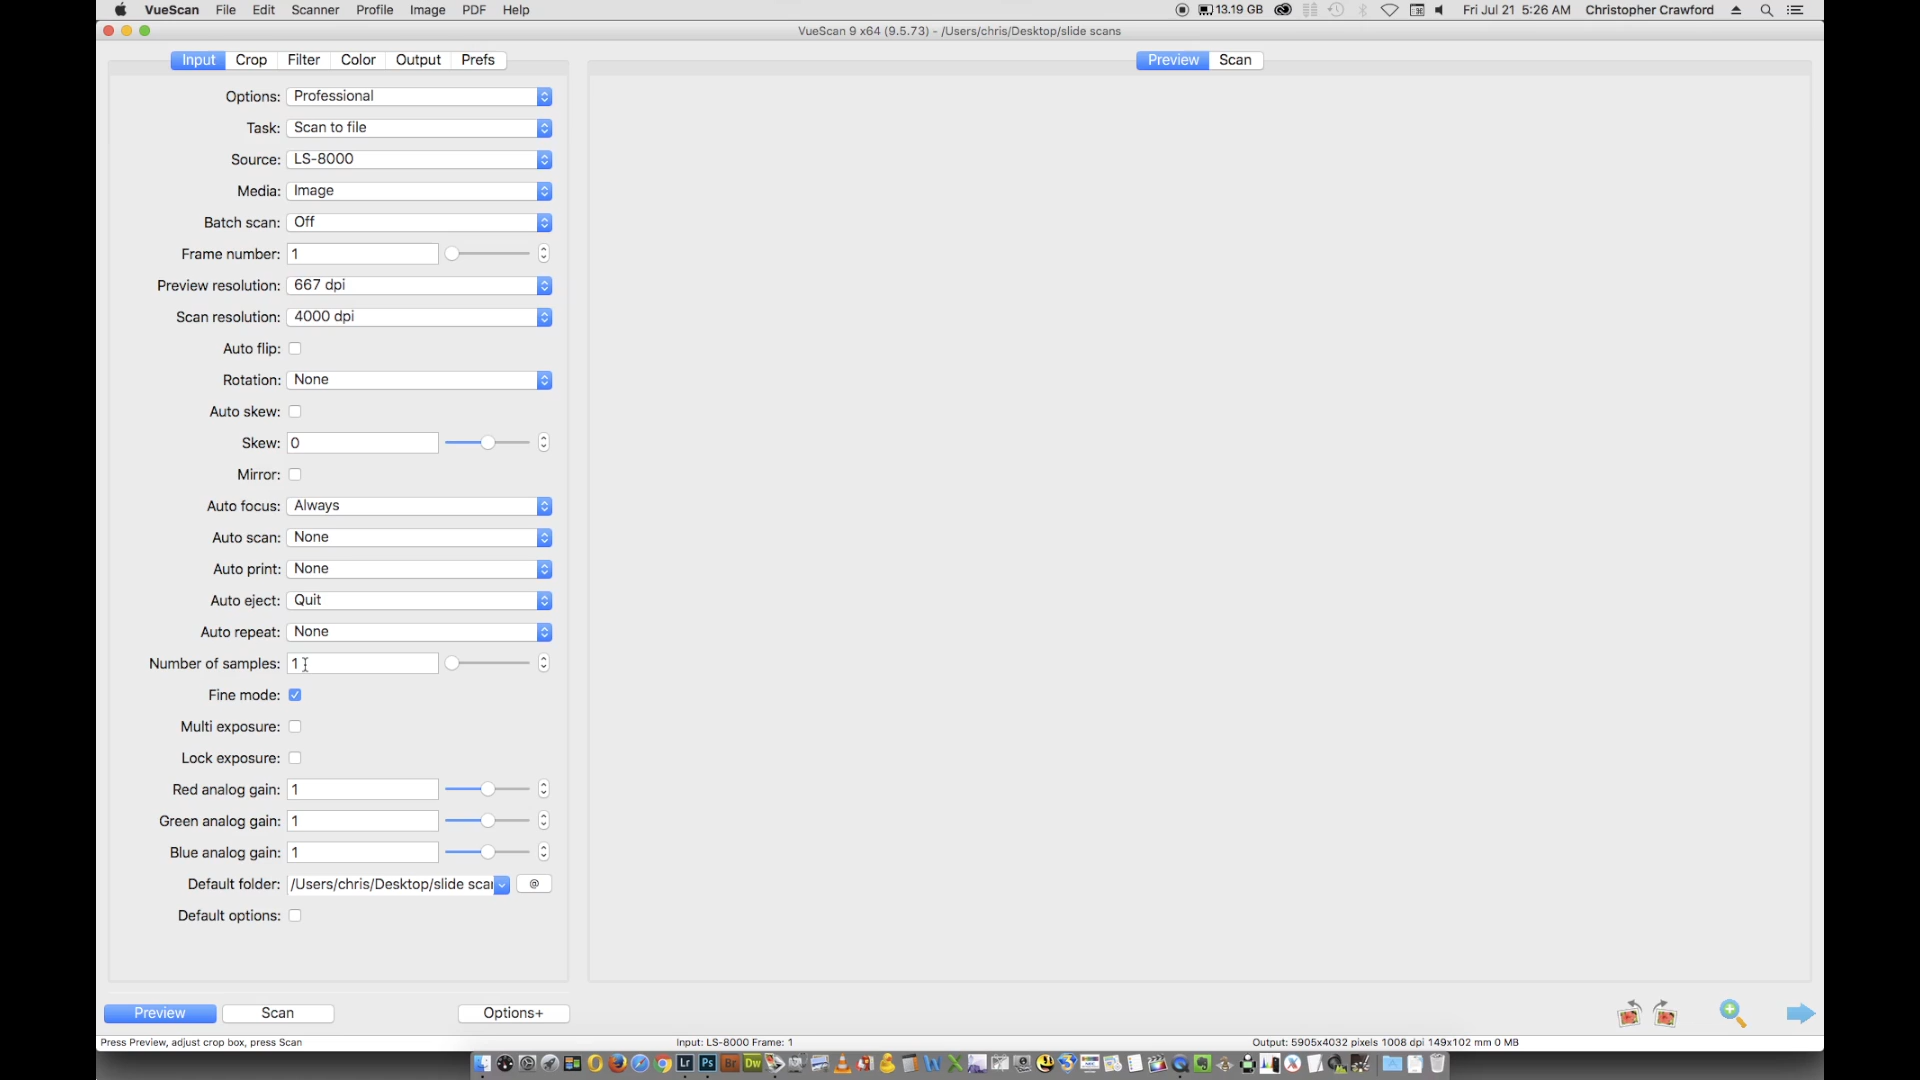 VueScan File Edit Scanner Profile Image PDF Help 13.19 GB Fri Jul 21 5:26 AM Christopher Crawford
VueScan 9 x64 (9.5.73) - /Users/chris/Desktop/slide scans
Input Crop Filter Color Output Prefs Preview Scan
Options: Professional
Task: Scan to file
Source: LS-8000
Media: Image
Batch scan: Off
Frame number: 1
Preview resolution: 667 dpi
Scan resolution: 4000 dpi
Auto flip:
Rotation: None
Auto skew:
Skew: 0
Mirror:
Auto focus: Always
Auto scan: None
Auto print: None
Auto eject: Quit
Auto repeat: None
Number of samples: 1
Fine mode:
Multi exposure:
Lock exposure:
Red analog gain: 1
Green analog gain: 1
Blue analog gain: 1
Default folder: /Users/chris/Desktop/slide scan @
Default options:
Preview Scan Options+
Press Preview, adjust crop box, press Scan Input: LS-8000 Frame: 1 Output: 5905x4032 pixels 1008 dpi 149x102 mm 0 MB
Lr Ps Br Dw